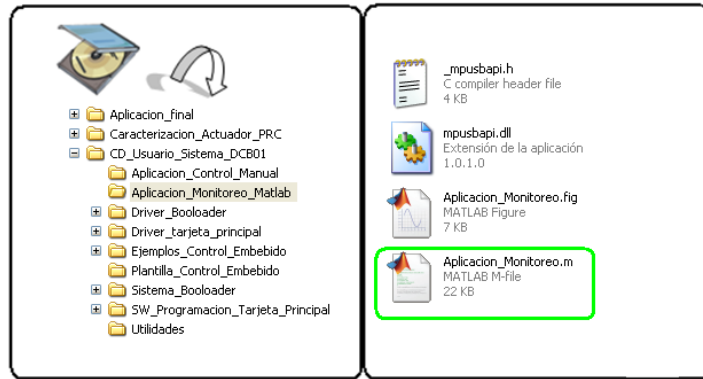 Aplicacion_final
Caracterizacion_Actuador_PRC
CD_Usuario_Sistema_DCB01
Aplicacion_Control_Manual
Aplicacion_Monitoreo_Matlab
Driver_Booloader
Driver_tarjeta_principal
Ejemplos_Control_Embebido
Plantilla_Control_Embebido
Sistema_Booloader
SW_Programacion_Tarjeta_Principal
Utilidades
_mpusbapi.h
C compiler header file
4 KB
mpusbapi.dll
Extensión de la aplicación
1.0.1.0
Aplicacion_Monitoreo.fig
MATLAB Figure
7 KB
Aplicacion_Monitoreo.m
MATLAB M-file
22 KB